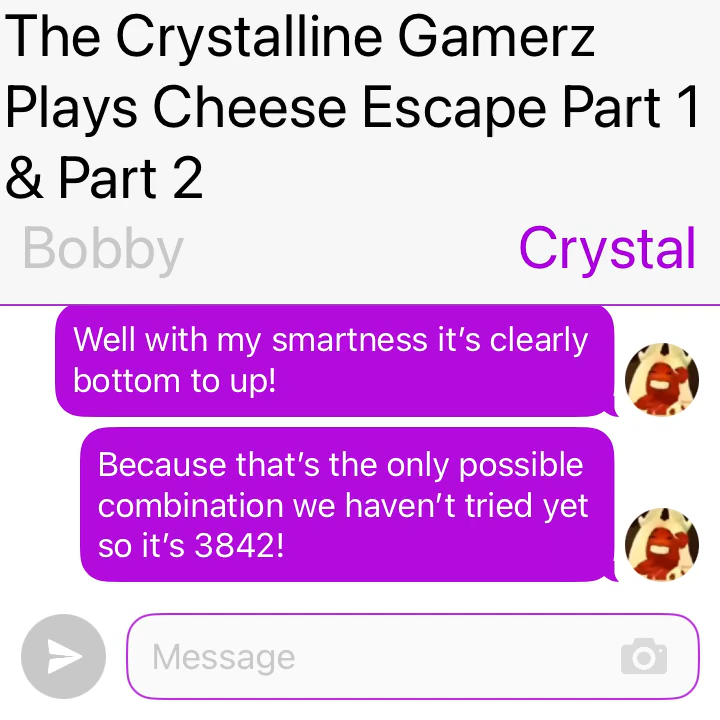 The Crystalline Gamerz
Plays Cheese Escape Part 1
& Part 2
Bobby
Crystal
Well with my smartness it’s clearly
bottom to up!
Because that’s the only possible
combination we haven’t tried yet
so it’s 3842!
Message